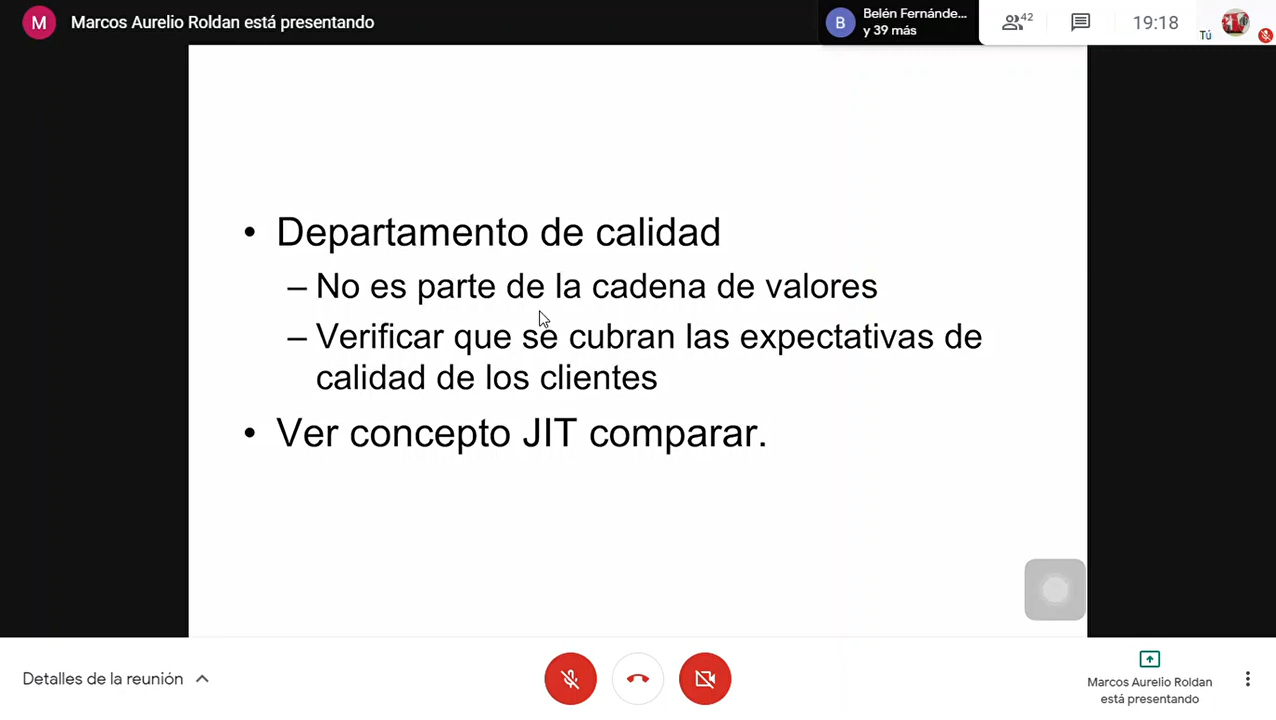 M Marcos Aurelio Roldan está presentando
B Belén Fernánde...
y 39 más
42
19:18
Tú
• Departamento de calidad
– No es parte de la cadena de valores
– Verificar que se cubran las expectativas de
calidad de los clientes
• Ver concepto JIT comparar.
Detalles de la reunión
Marcos Aurelio Roldan
está presentando